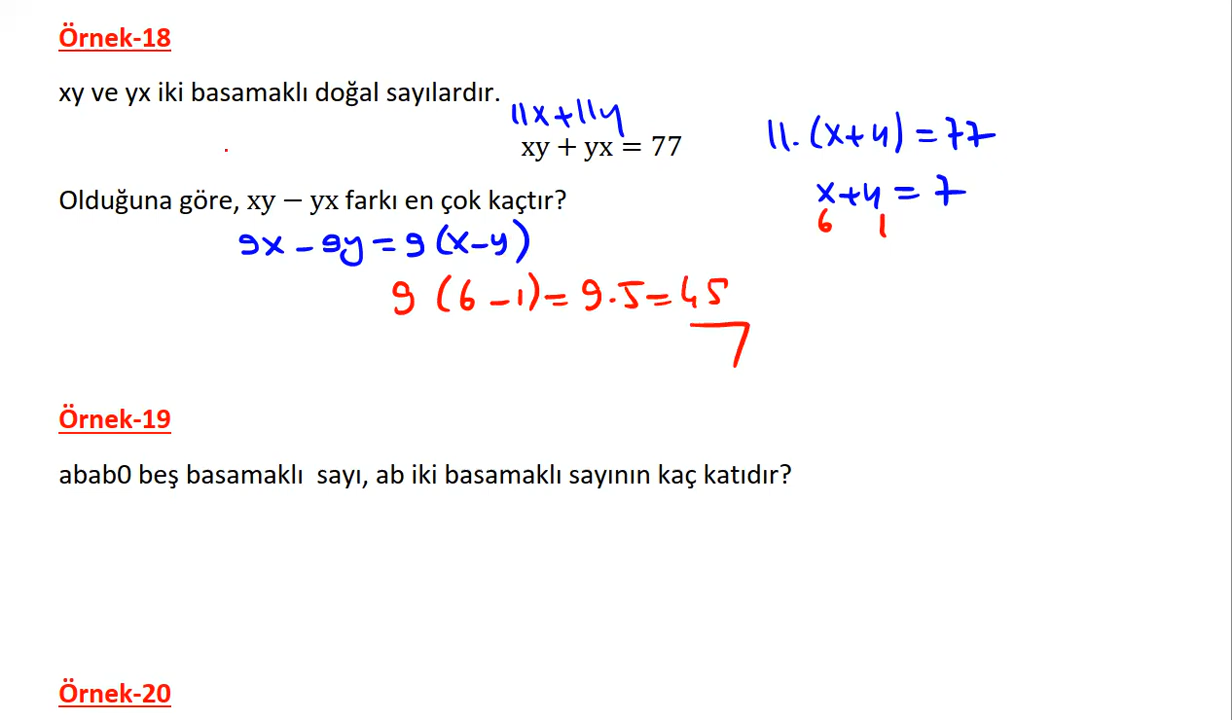 Örnek-18
xy ve yx iki basamaklı doğal sayılardır.
11x+11y
xy + yx = 77
11.(x+y)=77
x+y=7
6 1
Olduğuna göre, xy − yx farkı en çok kaçtır?
9x-9y=9(x-y)
9(6-1)=9.5=45
Örnek-19
abab0 beş basamaklı sayı, ab iki basamaklı sayının kaç katıdır?
Örnek-20